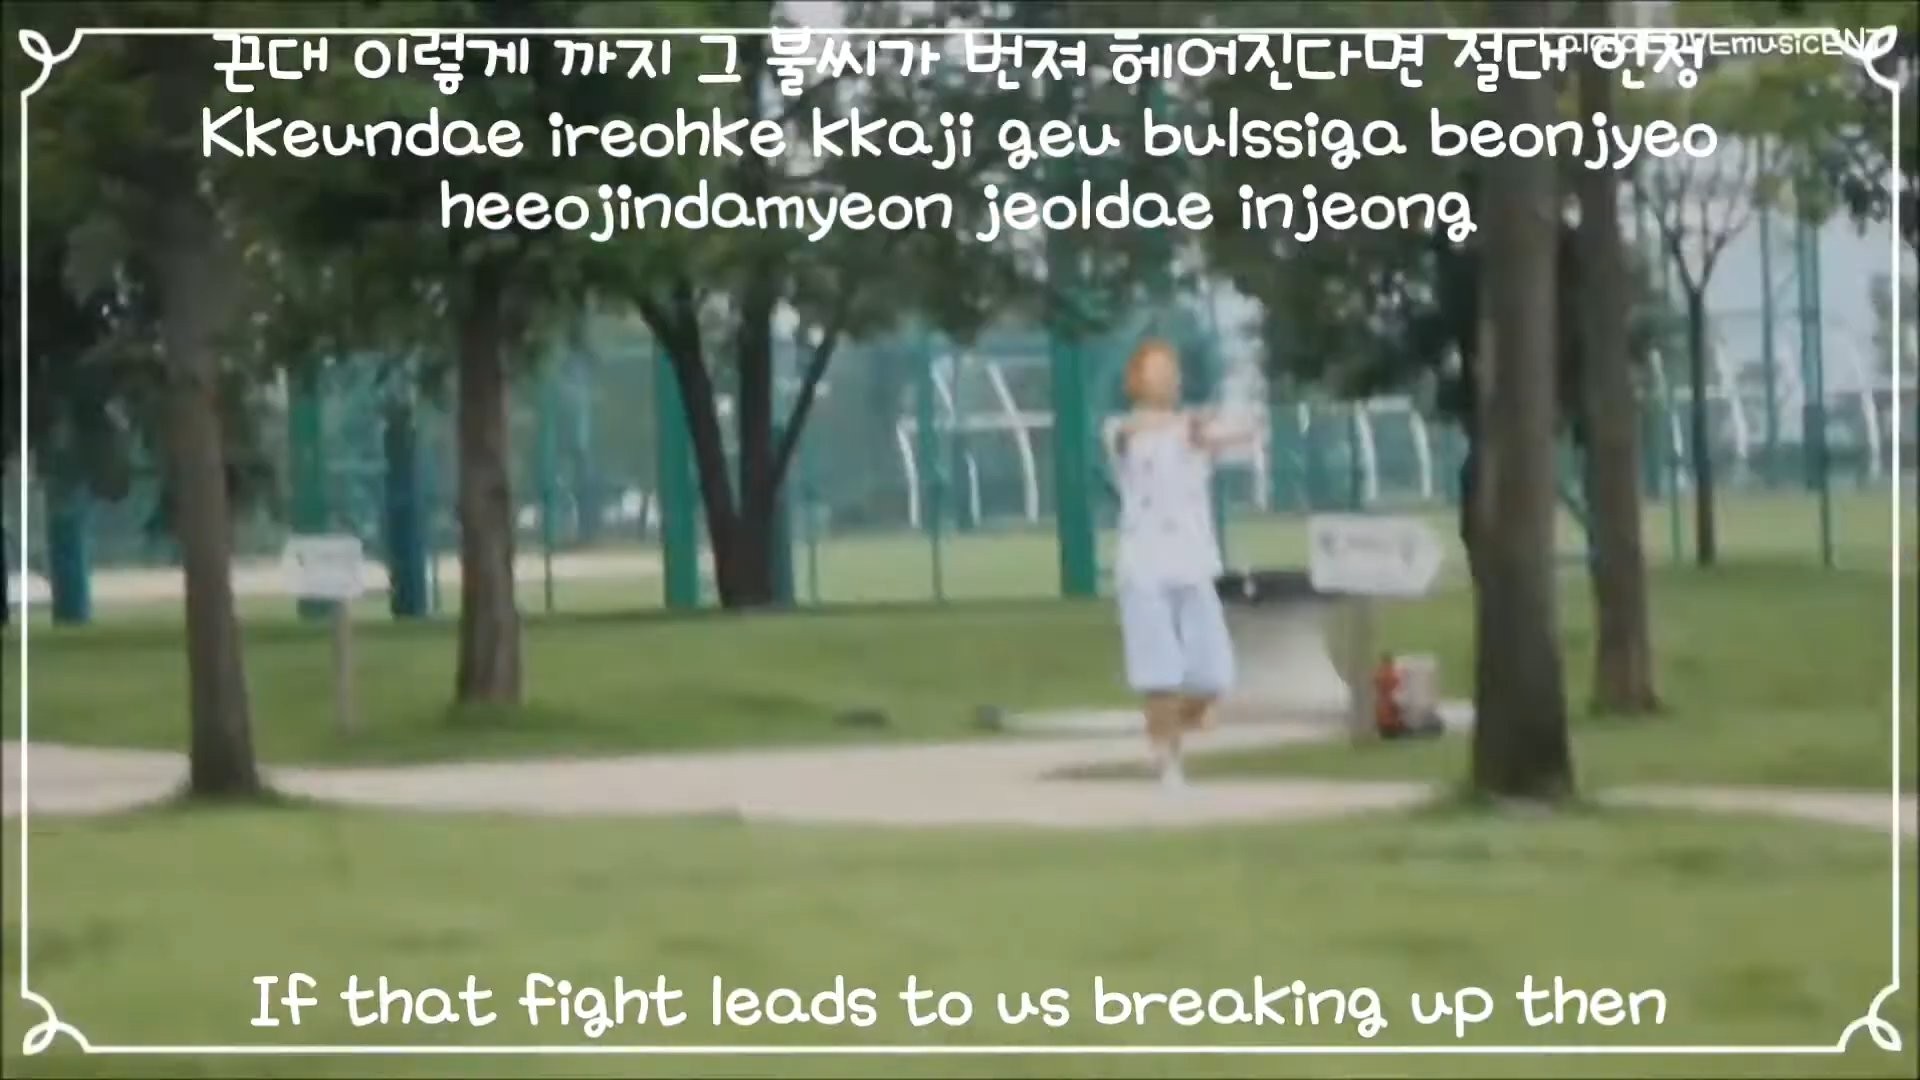 끈대 이렇게 까지 그 불씨가 번져 헤어진다면 절대 인정
Kkeundae ireohke kkaji geu bulssiga beonjyeo
heeojindamyeon jeoldae injeong
If that fight leads to us breaking up then